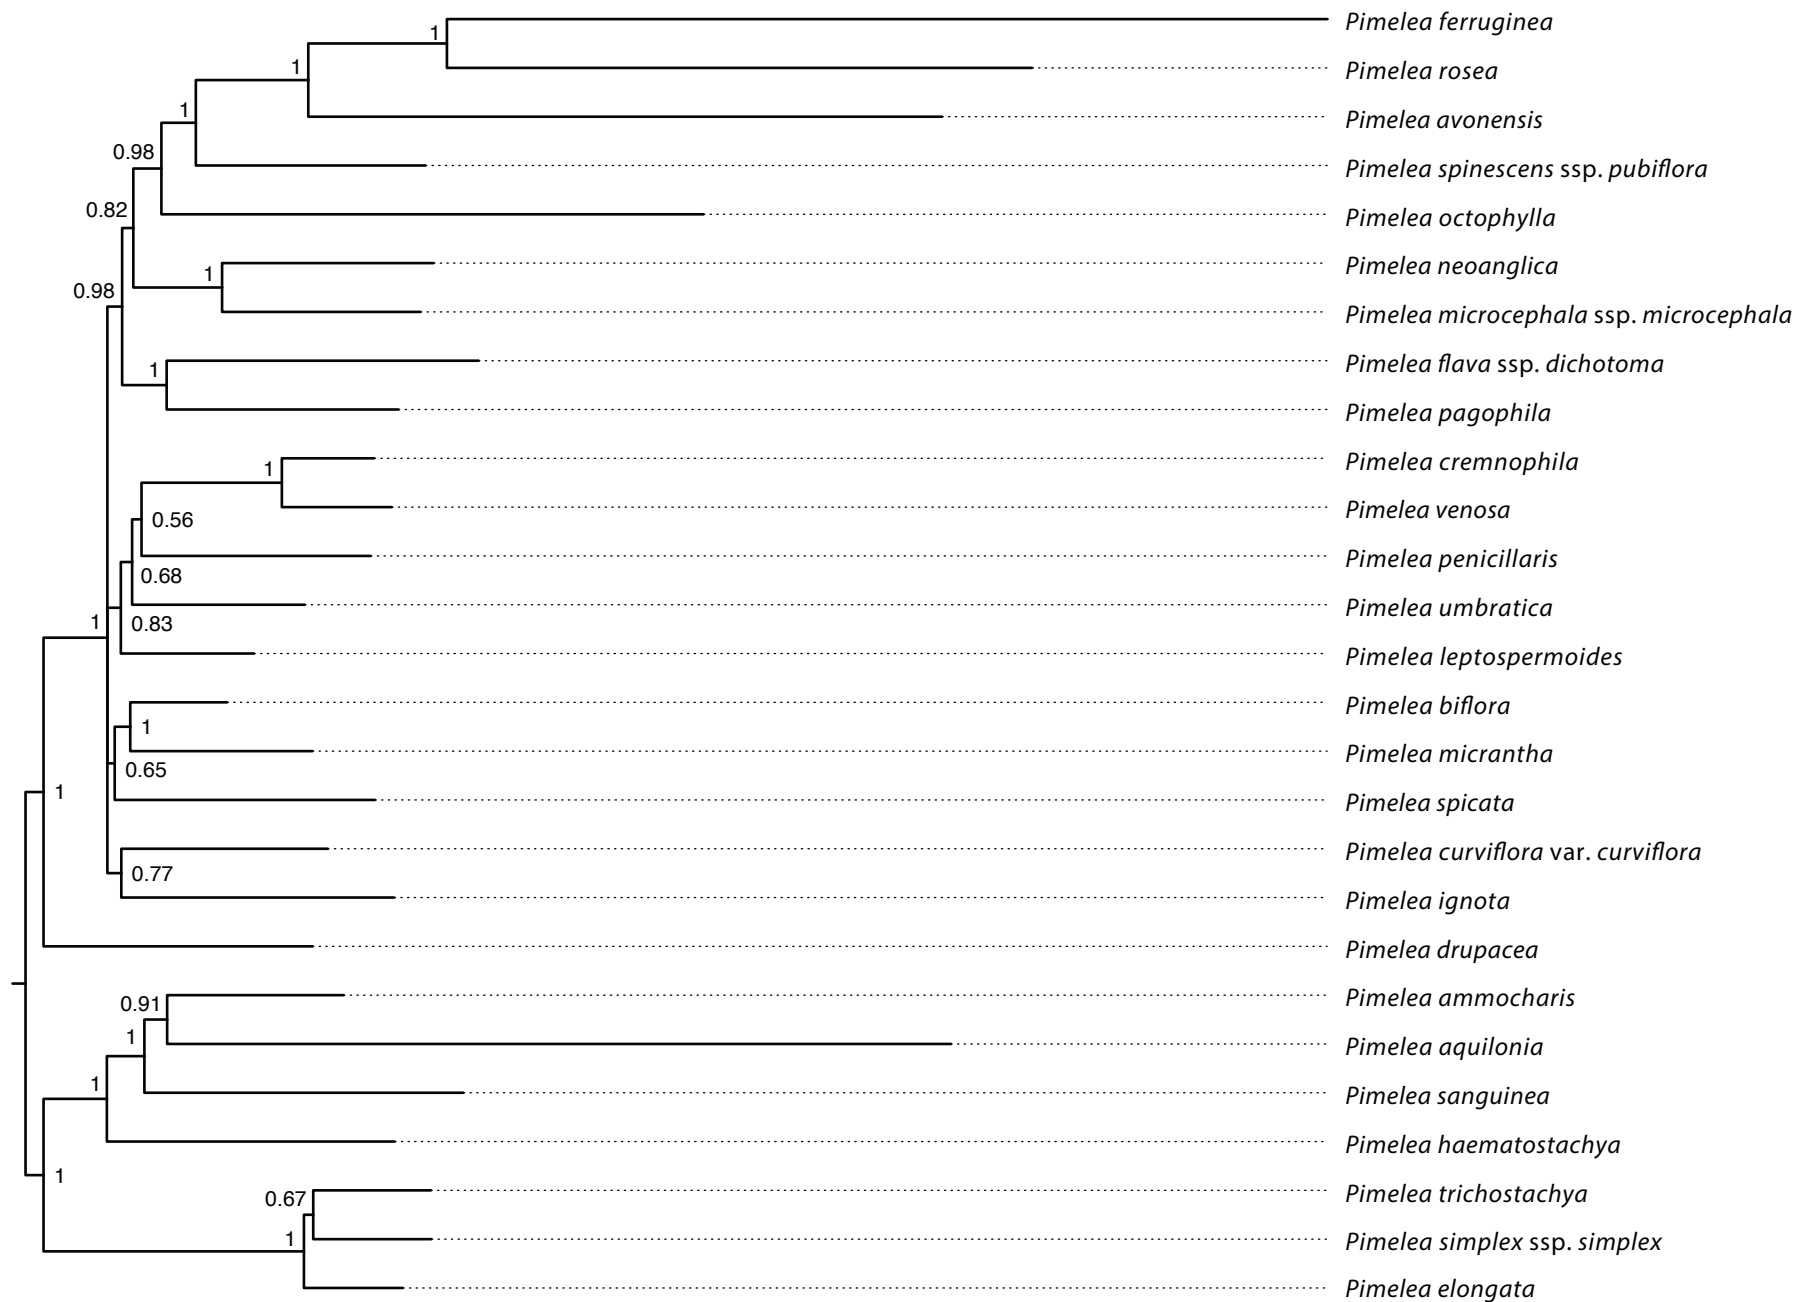 Pimelea ferruginea
1
Pimelea rosea
1
Pimelea avonensis
1
Pimelea spinescens ssp. pubiflora
0.98
Pimelea octophylla
0.82
Pimelea neoanglica
1
Pimelea microcephala ssp. microcephala
0.98
Pimelea flava ssp. dichotoma
1
Pimelea pagophila
Pimelea cremnophila
1
Pimelea venosa
0.56
Pimelea penicillaris
0.68
Pimelea umbratica
0.83
1
Pimelea leptospermoides
Pimelea biflora
1
Pimelea micrantha
0.65
1
Pimelea spicata
Pimelea curviflora var. curviflora
0.77
Pimelea ignota
Pimelea drupacea
Pimelea ammocharis
0.91
1
Pimelea aquilonia
1
Pimelea sanguinea
Pimelea haematostachya
1
Pimelea trichostachya
0.67
1
Pimelea simplex ssp. simplex
Pimelea elongata